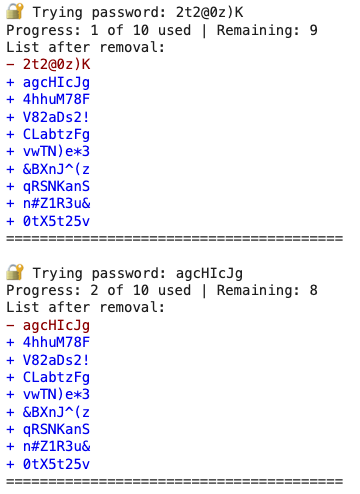 🔐 Trying password: 2t2@0z)K
Progress: 1 of 10 used | Remaining: 9
List after removal:
− 2t2@0z)K
+ agcHIcJg
+ 4hhuM78F
+ V82aDs2!
+ CLabtzFg
+ vwTN)e*3
+ &BXnJ^(z
+ qRSNKanS
+ n#Z1R3u&
+ 0tX5t25v
========================================
🔐 Trying password: agcHIcJg
Progress: 2 of 10 used | Remaining: 8
List after removal:
− agcHIcJg
+ 4hhuM78F
+ V82aDs2!
+ CLabtzFg
+ vwTN)e*3
+ &BXnJ^(z
+ qRSNKanS
+ n#Z1R3u&
+ 0tX5t25v
========================================